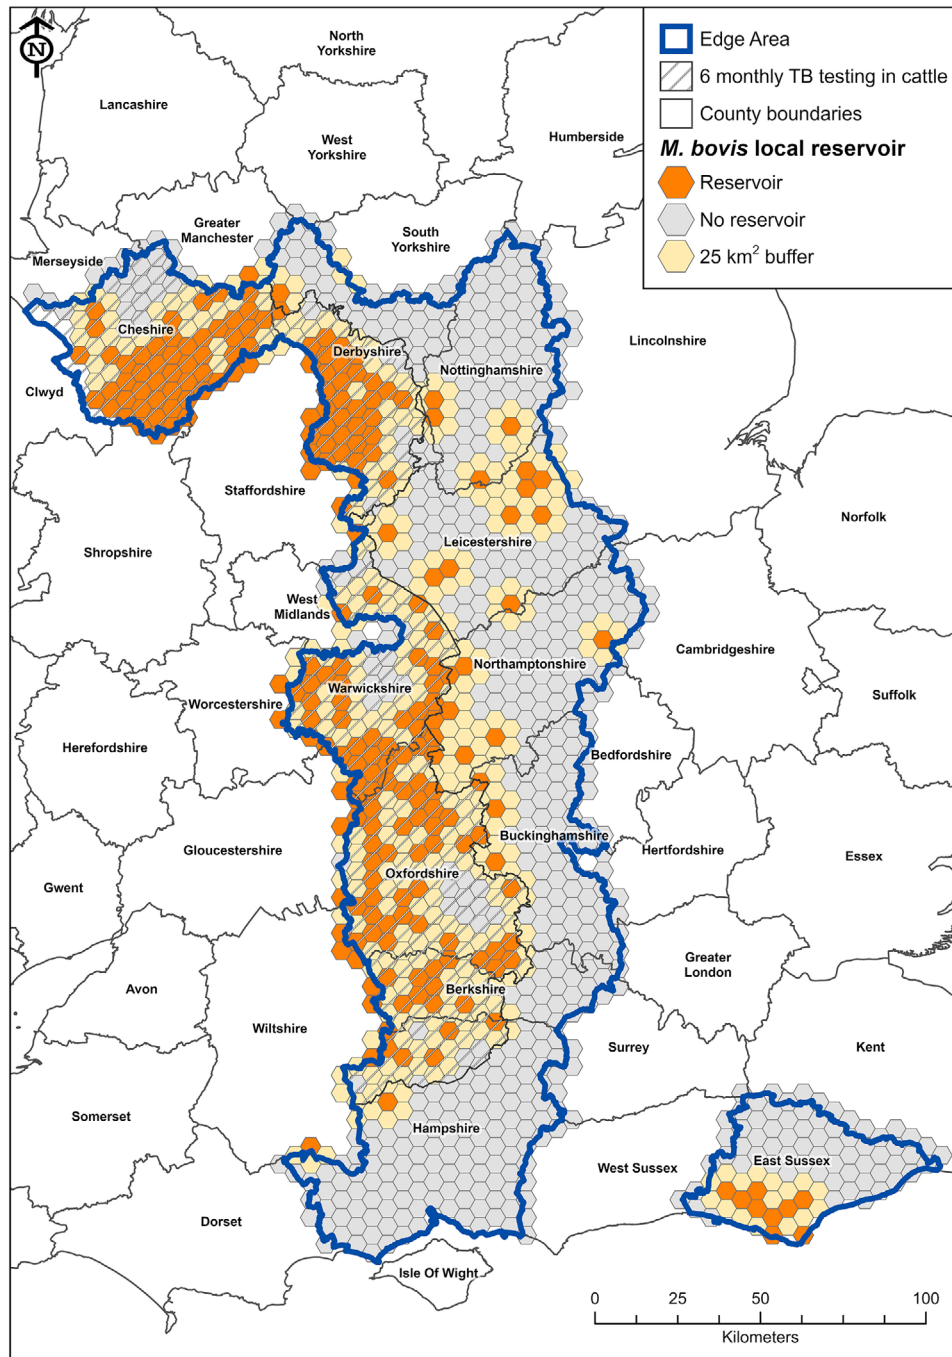 N
North
Yorkshire
Lancashire
West
Yorkshire
Humberside
Edge Area
6 monthly TB testing in cattle
County boundaries
M. bovis local reservoir
Reservoir
No reservoir
25 km² buffer
Greater
Manchester
South
Yorkshire
Merseyside
Cheshire
Derbyshire
Nottinghamshire
Lincolnshire
Clwyd
Staffordshire
Norfolk
Leicestershire
Shropshire
West
Midlands
Northamptonshire
Cambridgeshire
Warwickshire
Suffolk
Worcestershire
Herefordshire
Bedfordshire
Buckinghamshire
Gloucestershire
Hertfordshire
Essex
Oxfordshire
Gwent
Greater
London
Avon
Berkshire
Wiltshire
Surrey
Kent
Somerset
Hampshire
West Sussex
East Sussex
Dorset
Isle Of Wight
0
25
50
100
Kilometers